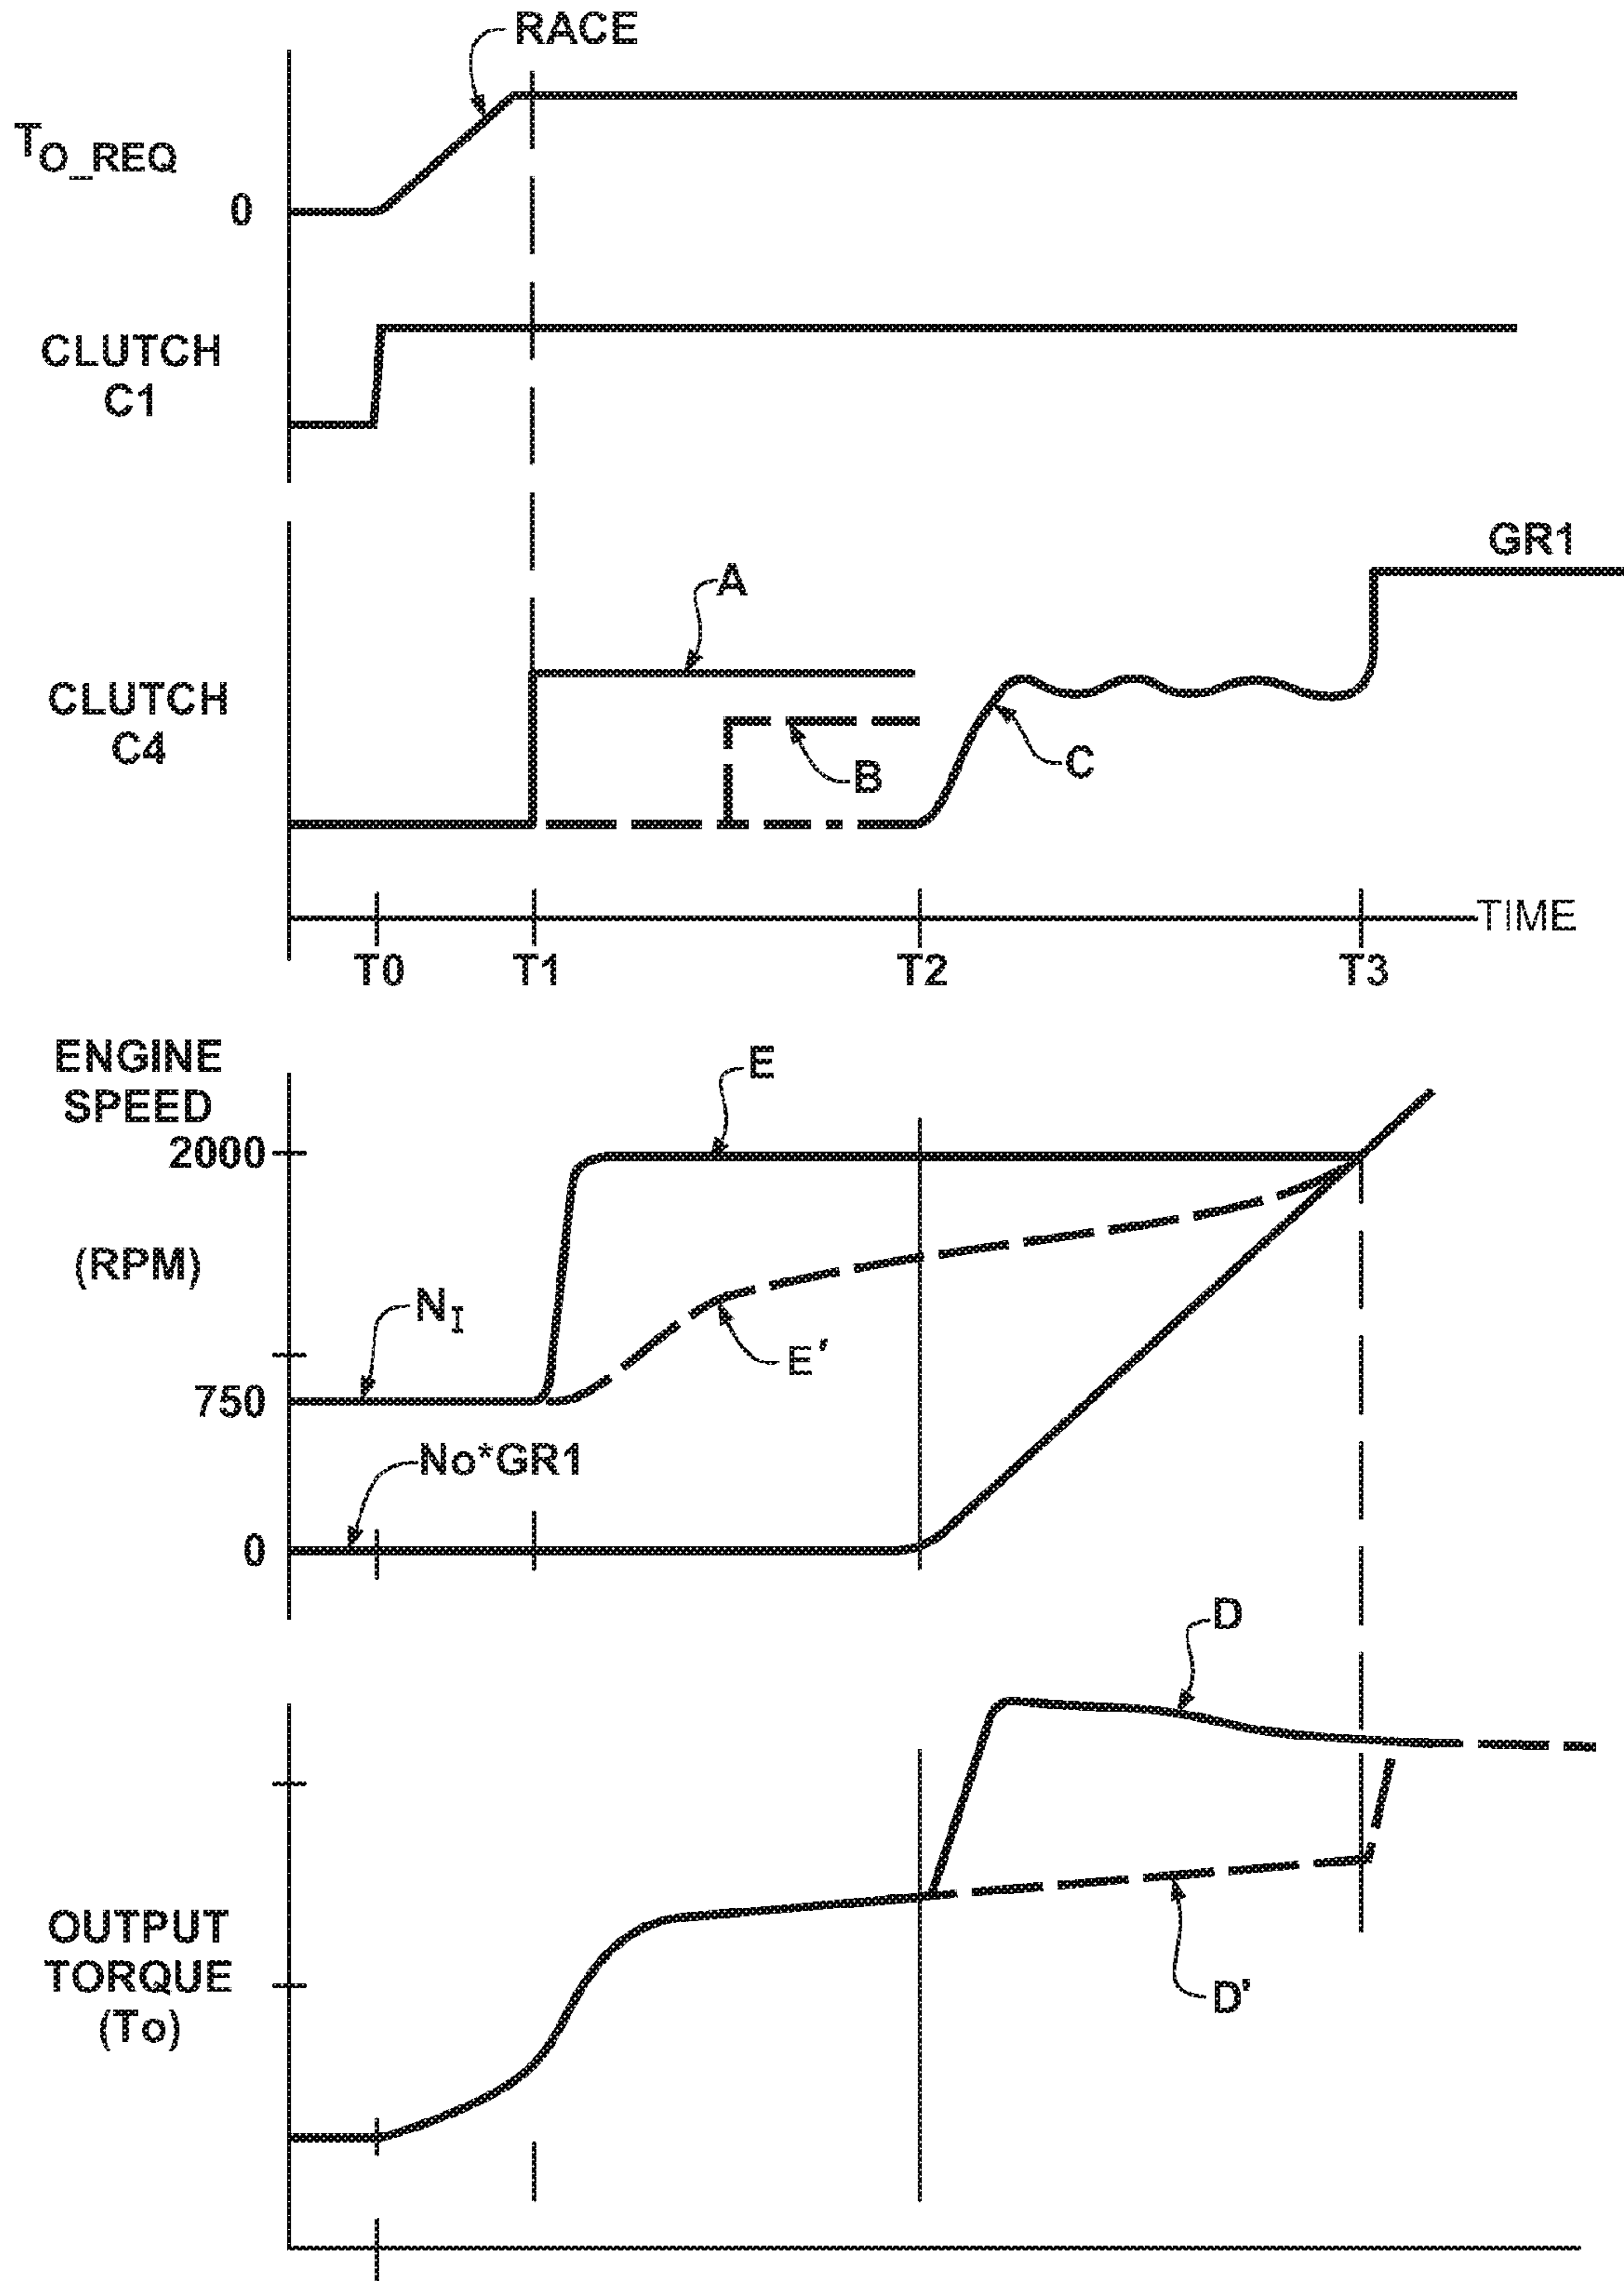 RACE
TO_REQ
0
CLUTCH
C1
GR1
A
CLUTCH
C4
B
C
TIME
T0 T1 T2 T3
ENGINE
SPEED
E
2000
(RPM)
NI
E'
750
No*GR1
0
D
OUTPUT
TORQUE
(To)
D'